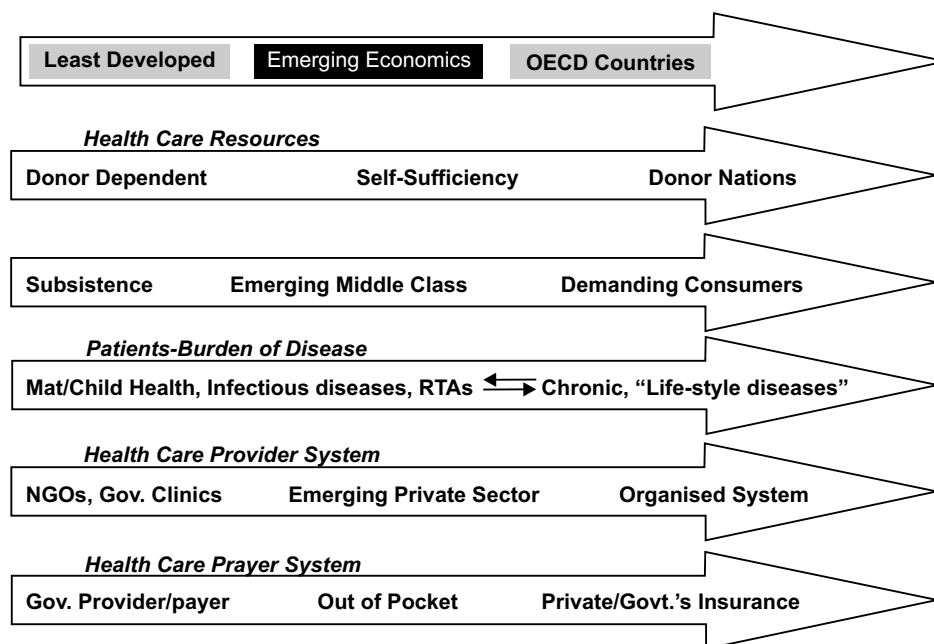 Least Developed Emerging Economics OECD Countries
Health Care Resources
Donor Dependent Self-Sufficiency Donor Nations
Subsistence Emerging Middle Class Demanding Consumers
Patients-Burden of Disease
Mat/Child Health, Infectious diseases, RTAs Chronic, “Life-style diseases”
Health Care Provider System
NGOs, Gov. Clinics Emerging Private Sector Organised System
Health Care Prayer System
Gov. Provider/payer Out of Pocket Private/Govt.'s Insurance